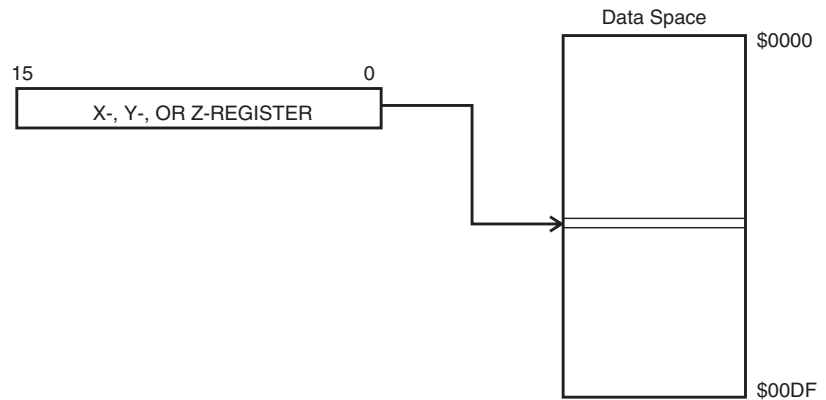 Data Space
$0000
15 0
X-, Y-, OR Z-REGISTER
$00DF